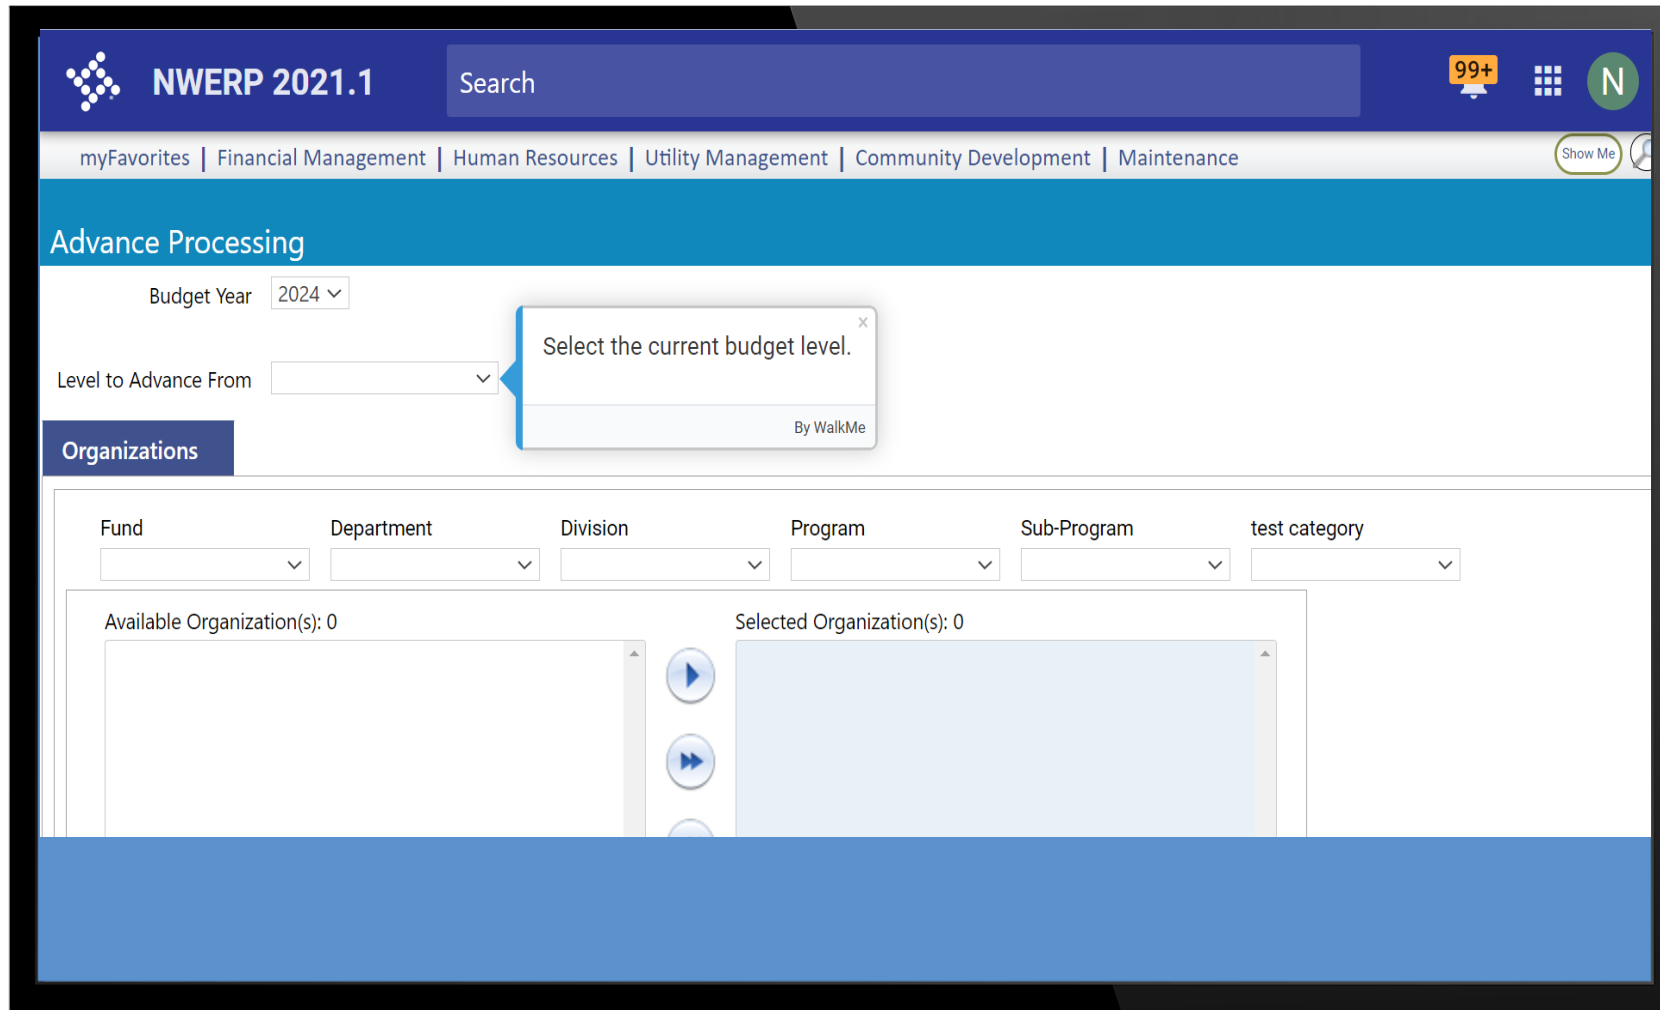 NWERP 2021.1
Search
99+
N
myFavorites | Financial Management | Human Resources | Utility Management | Community Development | Maintenance
Show Me
Advance Processing
Budget Year
2024
x
Select the current budget level.
Level to Advance From
By WalkMe
Organizations
Fund
Department
Division
Program
Sub-Program
test category
Available Organization(s): 0
Selected Organization(s): 0